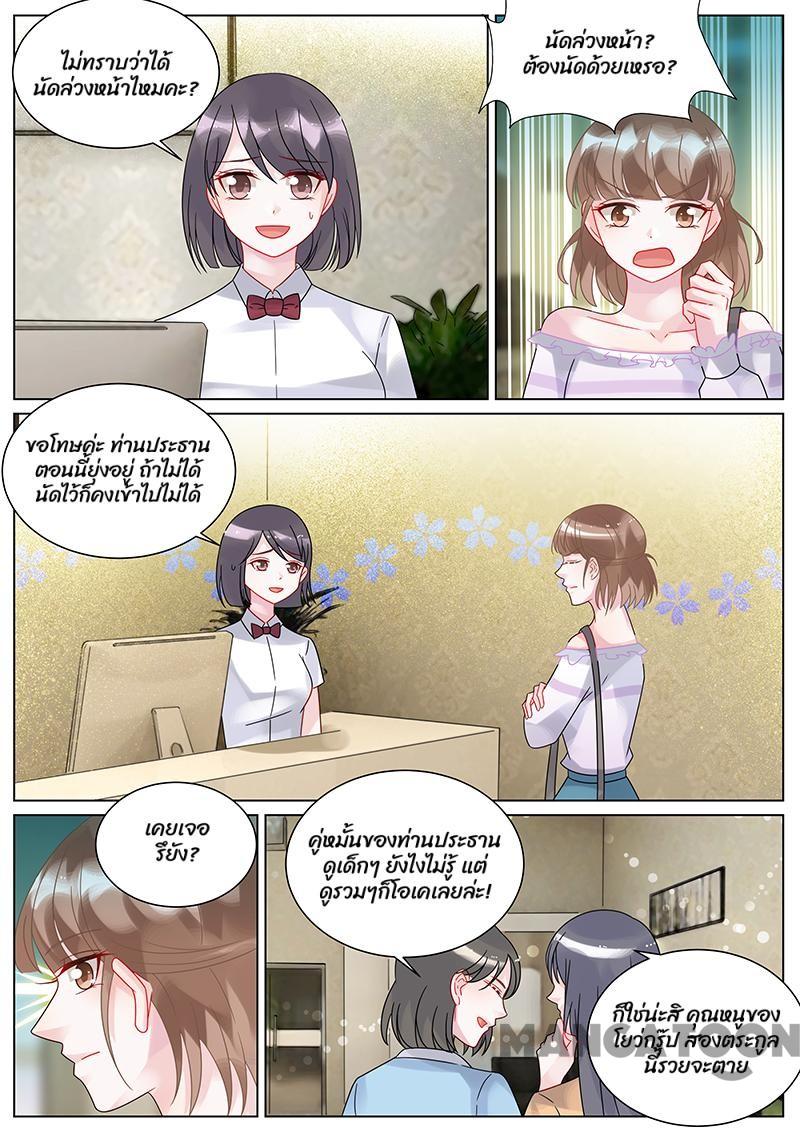 ไม่ทราบว่าได้
นัดล่วงหน้าไหมคะ?
นัดล่วงหน้า?
ต้องนัดด้วยเหรอ?
ขอโทษค่ะ ท่านประธาน
ตอนนี้ยุ่งอยู่ ถ้าไม่ได้
นัดไว้ก็คงเข้าไปไม่ได้
เคยเจอ
รึยัง?
คู่หมั้นของท่านประธาน
ดูเด็กๆ ยังไงไม่รู้ แต่
ดูรวมๆก็โอเคเลยล่ะ!
ก็ใช่น่ะสิ คุณหนูของ
โยว่กรุ๊ป สองตระกูล
นี้รวยจะตาย
MANGATOON